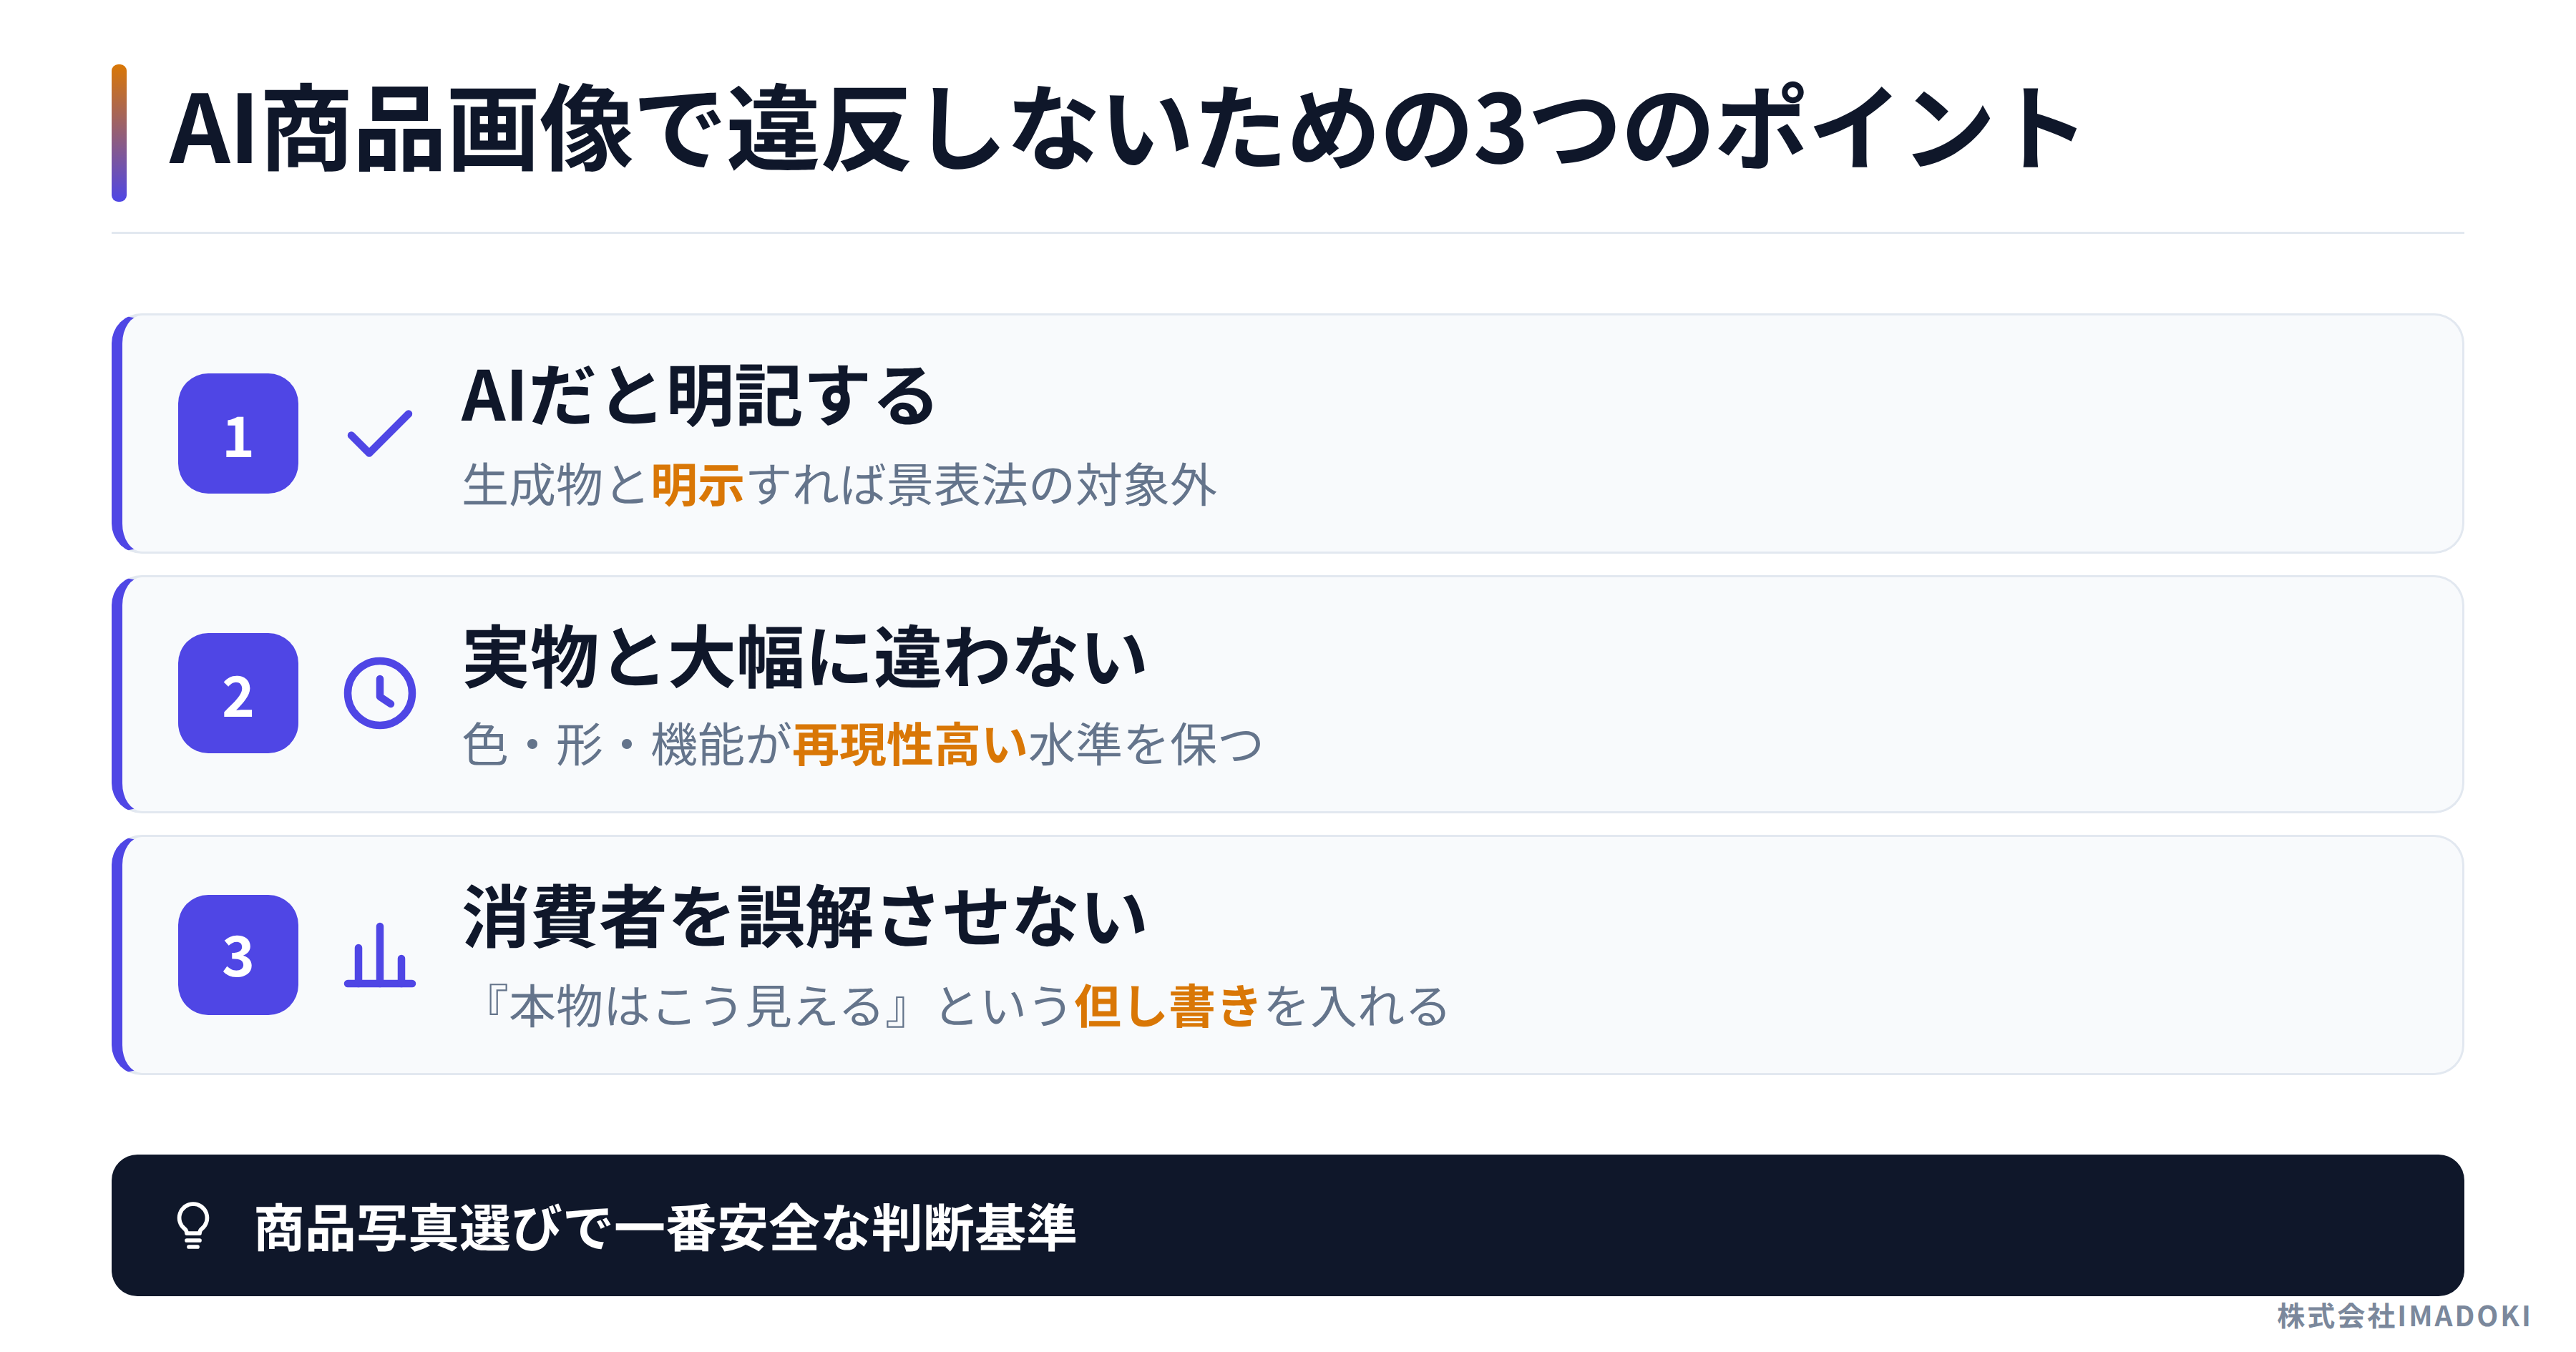 AI商品画像で違反しないための3つのポイント
1
AIだと明記する
生成物と明示すれば景表法の対象外
2
実物と大幅に違わない
色・形・機能が再現性高い水準を保つ
3
消費者を誤解させない
『本物はこう見える』という但し書きを入れる
商品写真選びで一番安全な判断基準
株式会社IMADOKI